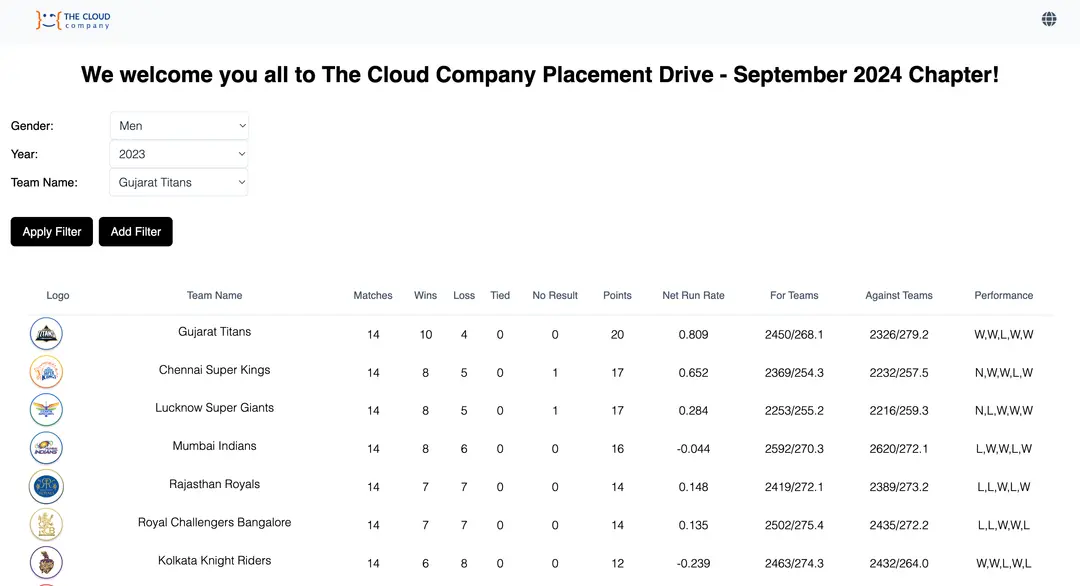 THE CLOUD
company
We welcome you all to The Cloud Company Placement Drive - September 2024 Chapter!
Gender: Men
Year: 2023
Team Name: Gujarat Titans
Apply Filter Add Filter
Logo Team Name Matches Wins Loss Tied No Result Points Net Run Rate For Teams Against Teams Performance
Gujarat Titans 14 10 4 0 0 20 0.809 2450/268.1 2326/279.2 W,W,L,W,W
Chennai Super Kings 14 8 5 0 1 17 0.652 2369/254.3 2232/257.5 N,W,W,L,W
Lucknow Super Giants 14 8 5 0 1 17 0.284 2253/255.2 2216/259.3 N,L,W,W,W
Mumbai Indians 14 8 6 0 0 16 -0.044 2592/270.3 2620/272.1 L,W,W,L,W
Rajasthan Royals 14 7 7 0 0 14 0.148 2419/272.1 2389/273.2 L,L,W,L,W
Royal Challengers Bangalore 14 7 7 0 0 14 0.135 2502/275.4 2435/272.2 L,L,W,W,L
Kolkata Knight Riders 14 6 8 0 0 12 -0.239 2463/274.3 2432/264.0 W,W,L,W,L